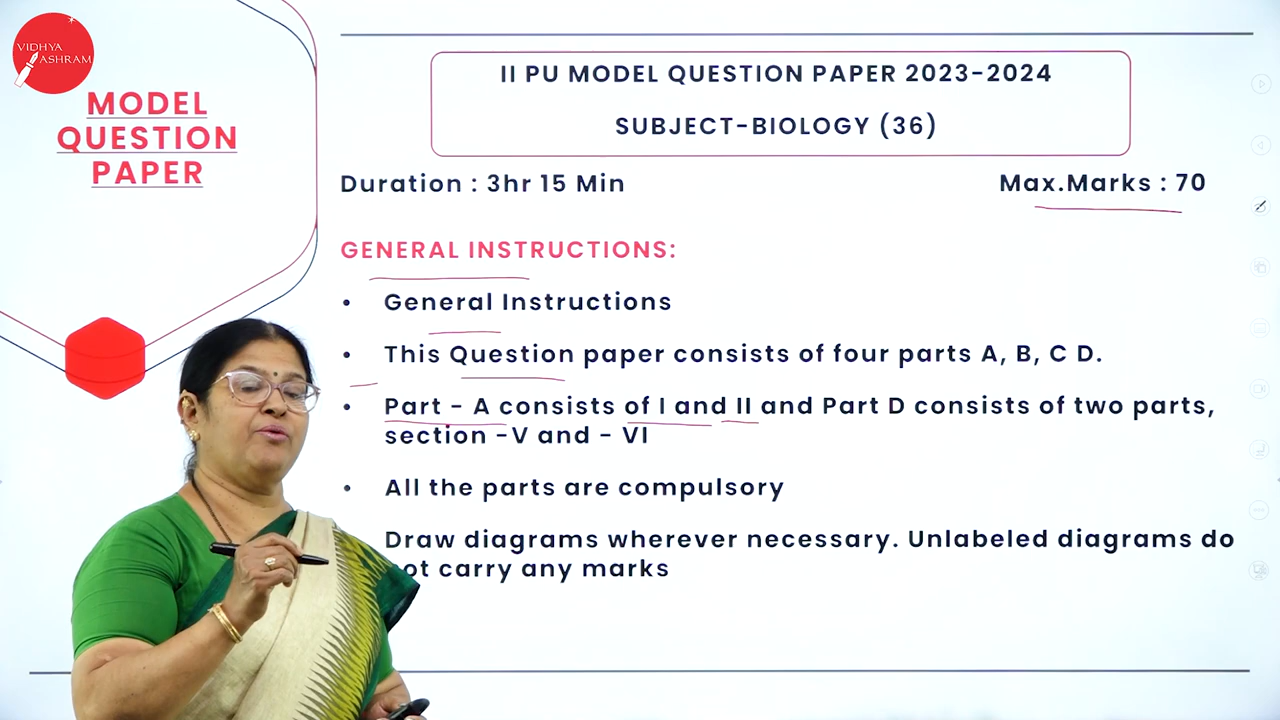 VIDHYA
ASHRAM
MODEL
QUESTION
PAPER
II PU MODEL QUESTION PAPER 2023-2024
SUBJECT-BIOLOGY (36)
Duration : 3hr 15 Min
Max.Marks : 70
GENERAL INSTRUCTIONS:
• General Instructions
• This Question paper consists of four parts A, B, C D.
• Part - A consists of I and II and Part D consists of two parts,
section -V and - VI
• All the parts are compulsory
Draw diagrams wherever necessary. Unlabeled diagrams do
carry any marks